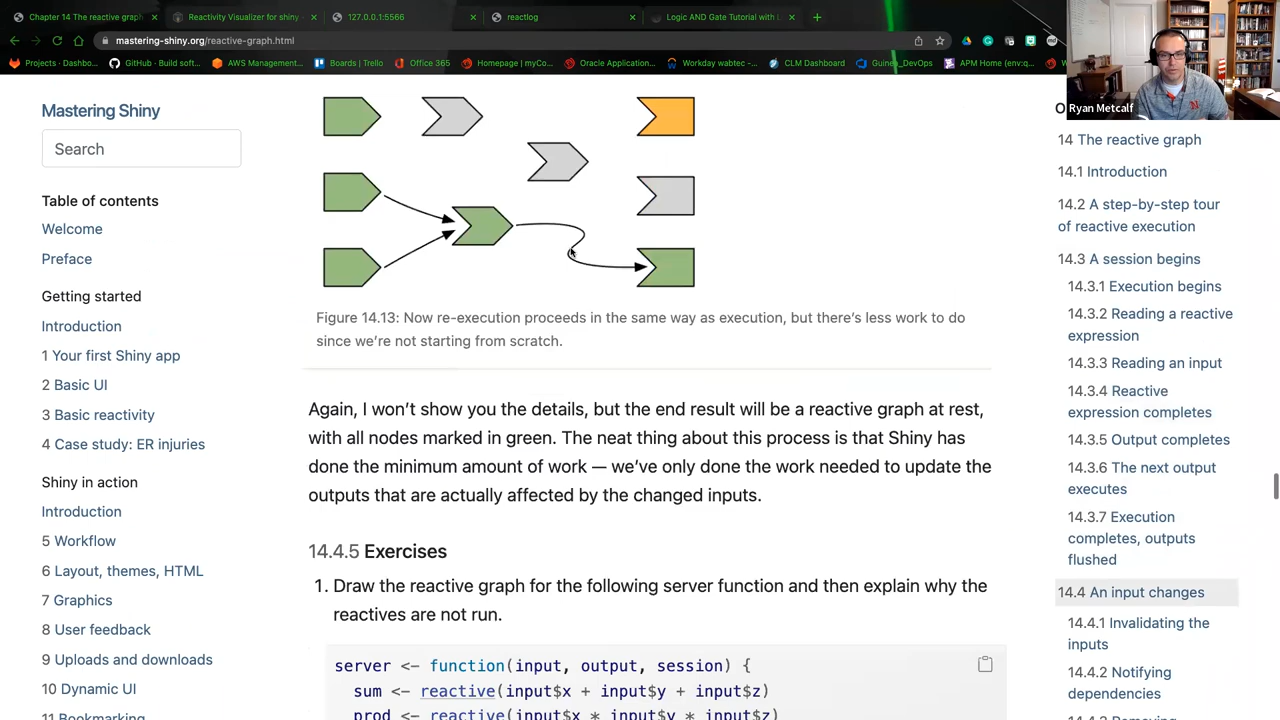 Chapter 14 The reactive graph
Reactivity Visualizer for shiny
127.0.0.1:5566
reactlog
Logic AND Gate Tutorial with L
mastering-shiny.org/reactive-graph.html
Projects · Dashbo...
GitHub · Build soft...
AWS Management...
Boards | Trello
Office 365
Homepage | myCo...
Oracle Application...
Workday wabtec -...
CLM Dashboard
Guinea_DevOps
APM Home (env:q...
Ryan Metcalf
Mastering Shiny
Search
Table of contents
Welcome
Preface
Getting started
Introduction
1 Your first Shiny app
2 Basic UI
3 Basic reactivity
4 Case study: ER injuries
Shiny in action
Introduction
5 Workflow
6 Layout, themes, HTML
7 Graphics
8 User feedback
9 Uploads and downloads
10 Dynamic UI
11 Bookmarking
Figure 14.13: Now re-execution proceeds in the same way as execution, but there's less work to do
since we're not starting from scratch.
Again, I won't show you the details, but the end result will be a reactive graph at rest,
with all nodes marked in green. The neat thing about this process is that Shiny has
done the minimum amount of work — we've only done the work needed to update the
outputs that are actually affected by the changed inputs.
14.4.5 Exercises
1. Draw the reactive graph for the following server function and then explain why the
reactives are not run.
server <- function(input, output, session) {
sum <- reactive(input$x + input$y + input$z)
prod <- reactive(input$x * input$y * input$z)
14 The reactive graph
14.1 Introduction
14.2 A step-by-step tour
of reactive execution
14.3 A session begins
14.3.1 Execution begins
14.3.2 Reading a reactive
expression
14.3.3 Reading an input
14.3.4 Reactive
expression completes
14.3.5 Output completes
14.3.6 The next output
executes
14.3.7 Execution
completes, outputs
flushed
14.4 An input changes
14.4.1 Invalidating the
inputs
14.4.2 Notifying
dependencies